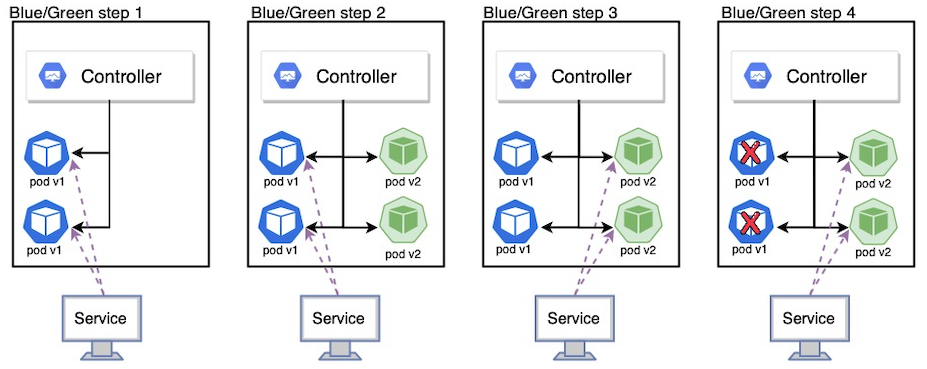 Blue/Green step 1
Controller
pod v1
pod v1
Service
Blue/Green step 2
Controller
pod v1
pod v2
pod v1
pod v2
Service
Blue/Green step 3
Controller
pod v1
pod v2
pod v1
pod v2
Service
Blue/Green step 4
Controller
pod v1
pod v2
pod v1
pod v2
Service